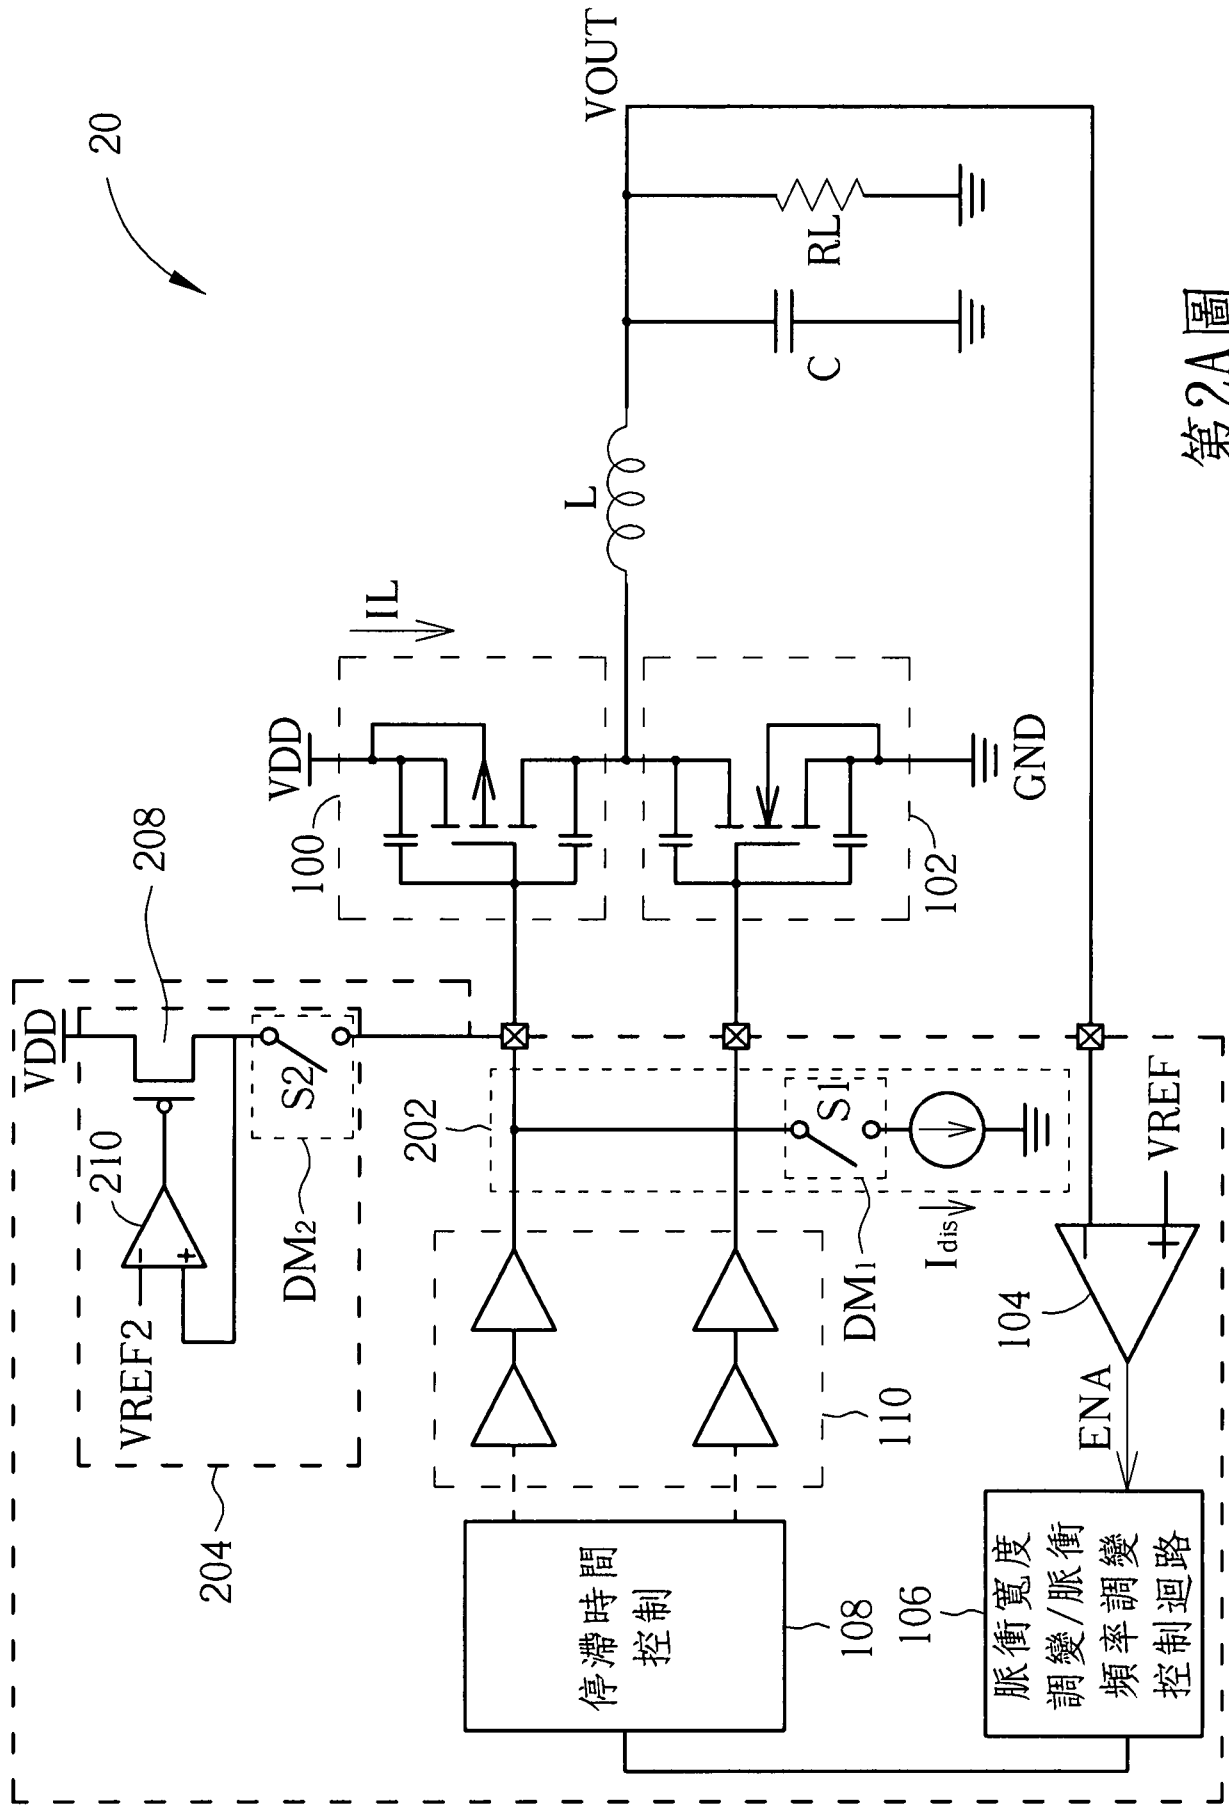 20
VDD
208
210
VREF2
S2
DM2
204
VDD
100
IL
L
VOUT
C
RL
102
GND
202
S1
DM1
Idis
110
停滯時間
控制
108
104
VREF
ENA
106
脈衝寬度
調變/脈衝
頻率調變
控制迴路
第2A圖